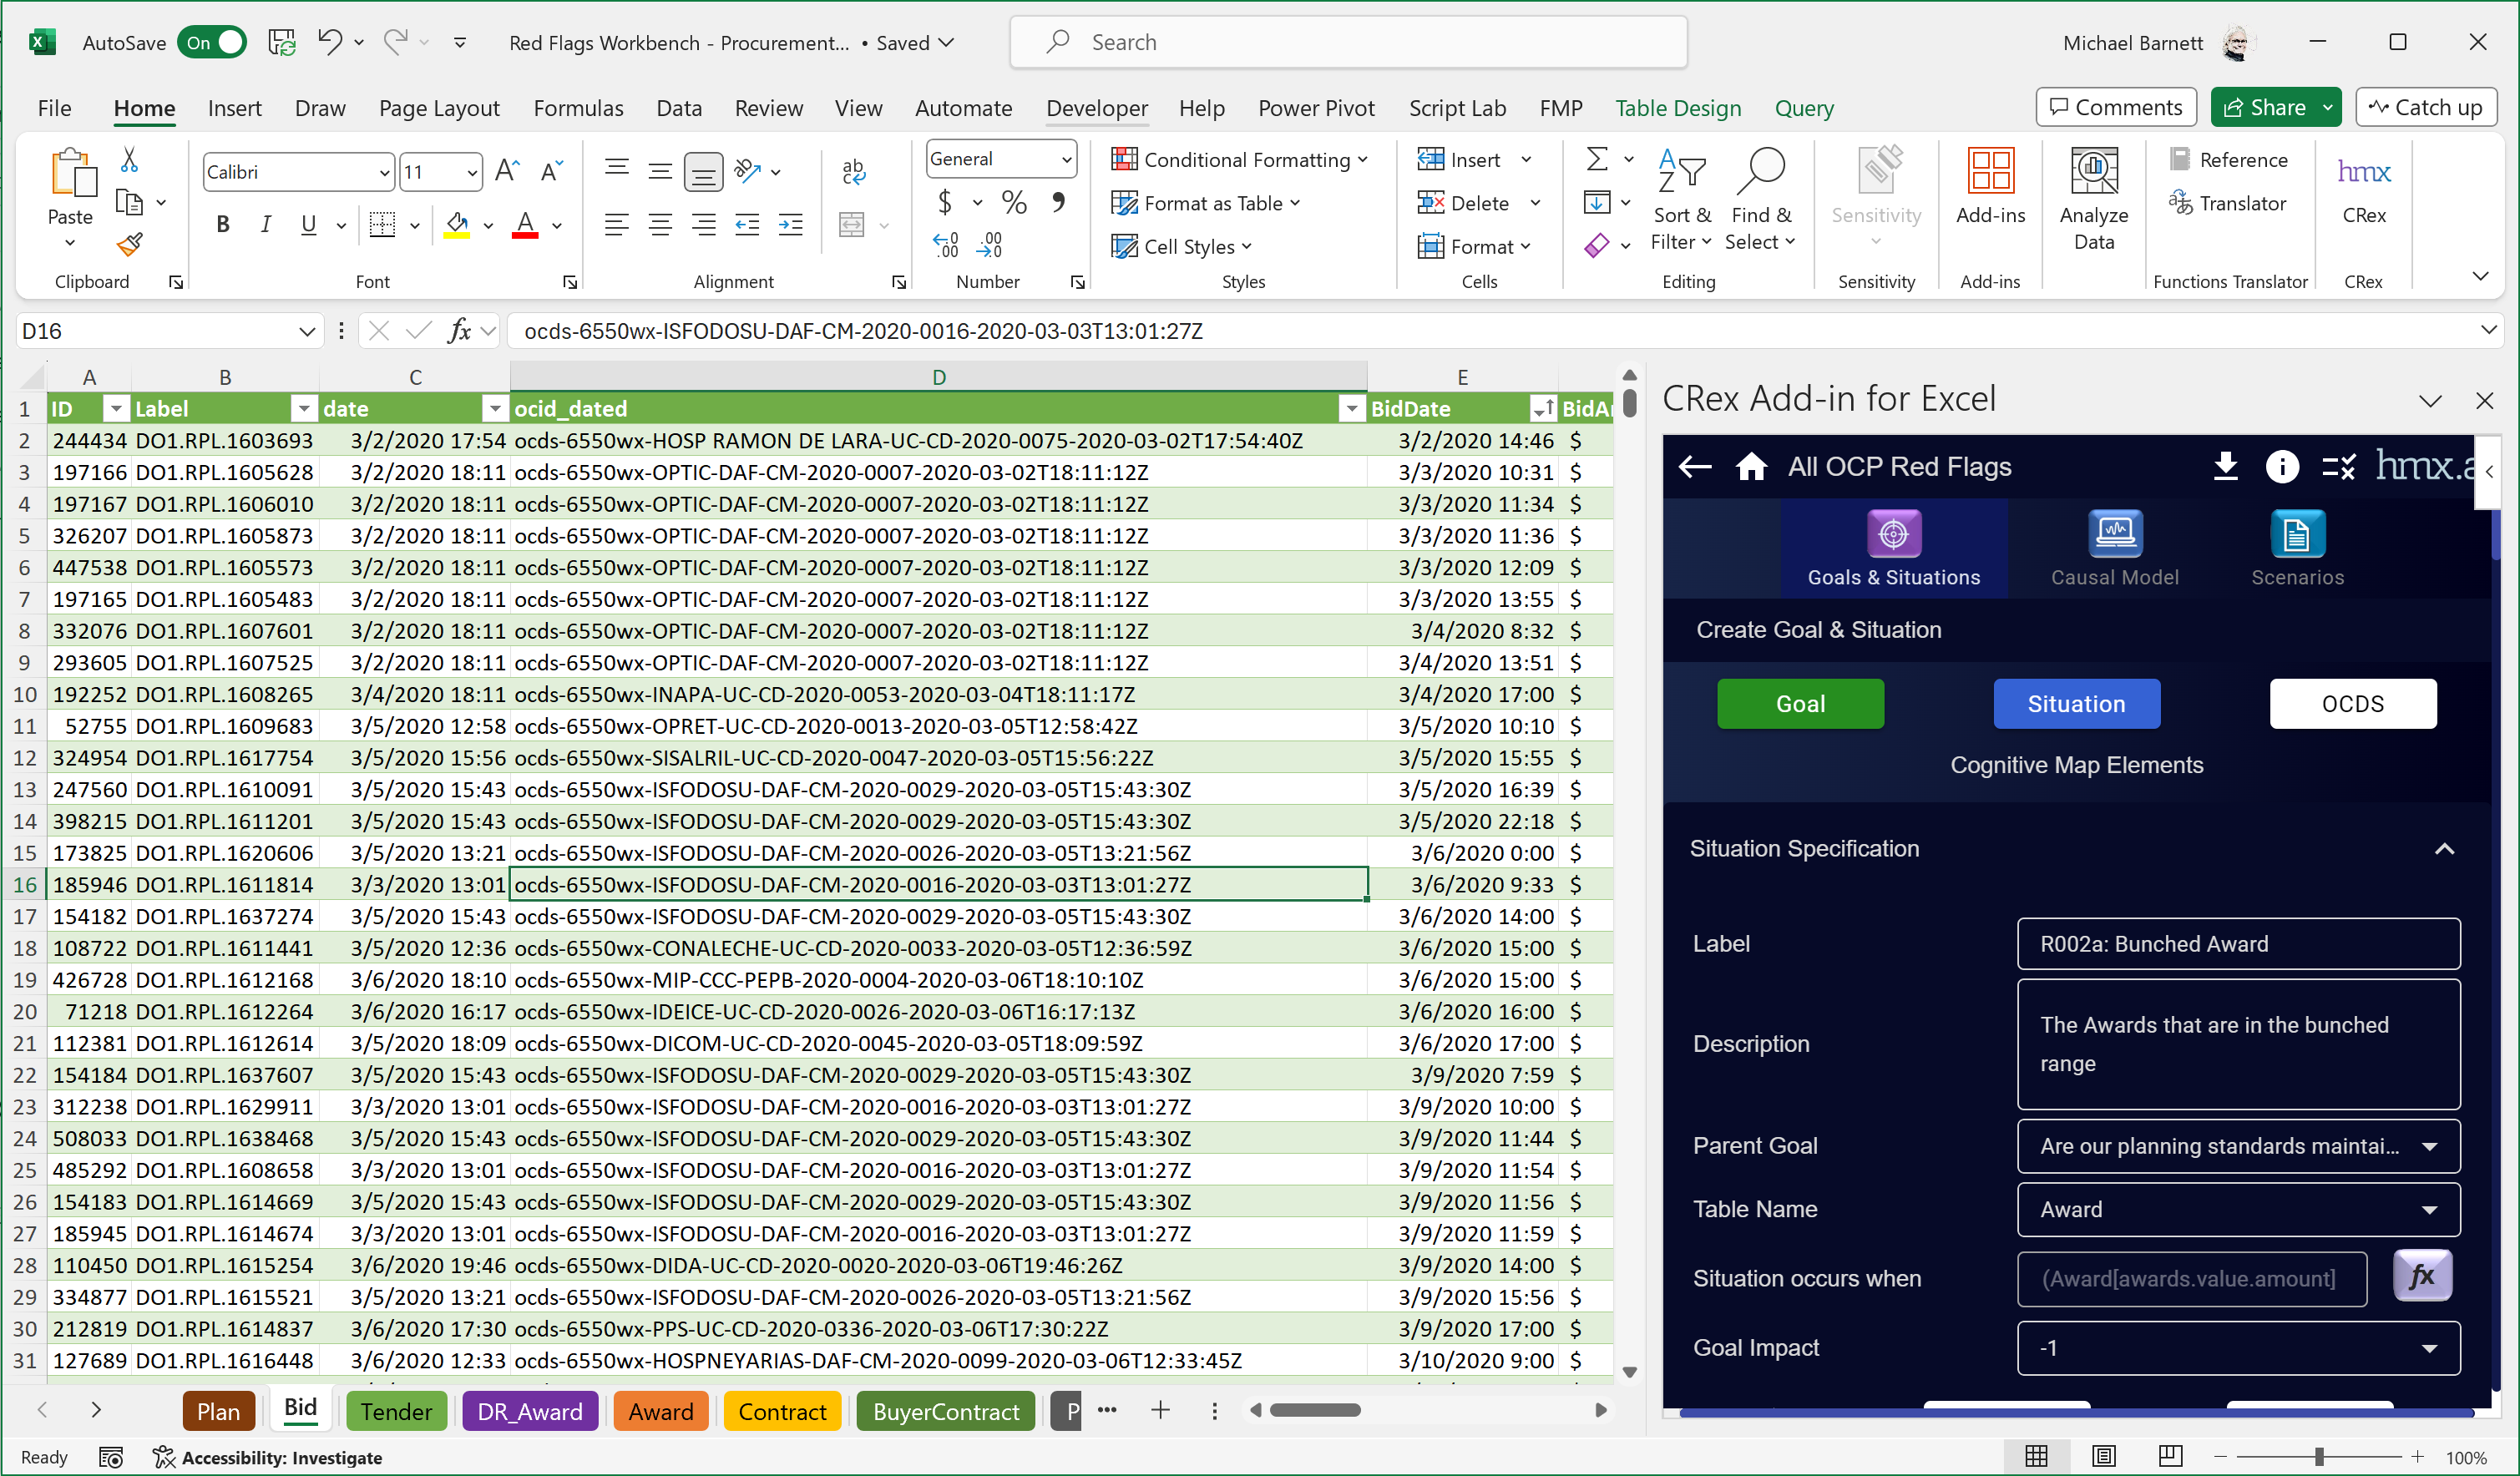 AutoSave On Red Flags Workbench - Procurement... • Saved Search Michael Barnett
File Home Insert Draw Page Layout Formulas Data Review View Automate Developer Help Power Pivot Script Lab FMP Table Design Query Comments Share Catch up
Paste Calibri 11 General Conditional Formatting Insert Sort & Filter Find & Select Sensitivity Add-ins Analyze Data Reference hmx CRex
Format as Table Delete Translator
Cell Styles Format
Clipboard Font Alignment Number Styles Cells Editing Sensitivity Add-ins Functions Translator CRex
D16 fx ocds-6550wx-ISFODOSU-DAF-CM-2020-0016-2020-03-03T13:01:27Z
A B C D E
1 ID Label date ocid_dated BidDate
2 244434 DO1.RPL.1603693 3/2/2020 17:54 ocds-6550wx-HOSP RAMON DE LARA-UC-CD-2020-0075-2020-03-02T17:54:40Z 3/2/2020 14:46 $
3 197166 DO1.RPL.1605628 3/2/2020 18:11 ocds-6550wx-OPTIC-DAF-CM-2020-0007-2020-03-02T18:11:12Z 3/3/2020 10:31 $
4 197167 DO1.RPL.1606010 3/2/2020 18:11 ocds-6550wx-OPTIC-DAF-CM-2020-0007-2020-03-02T18:11:12Z 3/3/2020 11:34 $
5 326207 DO1.RPL.1605873 3/2/2020 18:11 ocds-6550wx-OPTIC-DAF-CM-2020-0007-2020-03-02T18:11:12Z 3/3/2020 11:36 $
6 447538 DO1.RPL.1605573 3/2/2020 18:11 ocds-6550wx-OPTIC-DAF-CM-2020-0007-2020-03-02T18:11:12Z 3/3/2020 12:09 $
7 197165 DO1.RPL.1605483 3/2/2020 18:11 ocds-6550wx-OPTIC-DAF-CM-2020-0007-2020-03-02T18:11:12Z 3/3/2020 13:55 $
8 332076 DO1.RPL.1607601 3/2/2020 18:11 ocds-6550wx-OPTIC-DAF-CM-2020-0007-2020-03-02T18:11:12Z 3/4/2020 8:32 $
9 293605 DO1.RPL.1607525 3/2/2020 18:11 ocds-6550wx-OPTIC-DAF-CM-2020-0007-2020-03-02T18:11:12Z 3/4/2020 13:51 $
10 192252 DO1.RPL.1608265 3/4/2020 18:11 ocds-6550wx-INAPA-UC-CD-2020-0053-2020-03-04T18:11:17Z 3/4/2020 17:00 $
11 52755 DO1.RPL.1609683 3/5/2020 12:58 ocds-6550wx-OPRET-UC-CD-2020-0013-2020-03-05T12:58:42Z 3/5/2020 10:10 $
12 324954 DO1.RPL.1617754 3/5/2020 15:56 ocds-6550wx-SISALRIL-UC-CD-2020-0047-2020-03-05T15:56:22Z 3/5/2020 15:55 $
13 247560 DO1.RPL.1610091 3/5/2020 15:43 ocds-6550wx-ISFODOSU-DAF-CM-2020-0029-2020-03-05T15:43:30Z 3/5/2020 16:39 $
14 398215 DO1.RPL.1611201 3/5/2020 15:43 ocds-6550wx-ISFODOSU-DAF-CM-2020-0029-2020-03-05T15:43:30Z 3/5/2020 22:18 $
15 173825 DO1.RPL.1620606 3/5/2020 13:21 ocds-6550wx-ISFODOSU-DAF-CM-2020-0026-2020-03-05T13:21:56Z 3/6/2020 0:00 $
16 185946 DO1.RPL.1611814 3/3/2020 13:01 ocds-6550wx-ISFODOSU-DAF-CM-2020-0016-2020-03-03T13:01:27Z 3/6/2020 9:33 $
17 154182 DO1.RPL.1637274 3/5/2020 15:43 ocds-6550wx-ISFODOSU-DAF-CM-2020-0029-2020-03-05T15:43:30Z 3/6/2020 14:00 $
18 108722 DO1.RPL.1611441 3/5/2020 12:36 ocds-6550wx-CONALECHE-UC-CD-2020-0033-2020-03-05T12:36:59Z 3/6/2020 15:00 $
19 426728 DO1.RPL.1612168 3/6/2020 18:10 ocds-6550wx-MIP-CCC-PEPB-2020-0004-2020-03-06T18:10:10Z 3/6/2020 15:00 $
20 71218 DO1.RPL.1612264 3/6/2020 16:17 ocds-6550wx-IDEICE-UC-CD-2020-0026-2020-03-06T16:17:13Z 3/6/2020 16:00 $
21 112381 DO1.RPL.1612614 3/5/2020 18:09 ocds-6550wx-DICOM-UC-CD-2020-0045-2020-03-05T18:09:59Z 3/6/2020 17:00 $
22 154184 DO1.RPL.1637607 3/5/2020 15:43 ocds-6550wx-ISFODOSU-DAF-CM-2020-0029-2020-03-05T15:43:30Z 3/9/2020 7:59 $
23 312238 DO1.RPL.1629911 3/3/2020 13:01 ocds-6550wx-ISFODOSU-DAF-CM-2020-0016-2020-03-03T13:01:27Z 3/9/2020 10:00 $
24 508033 DO1.RPL.1638468 3/5/2020 15:43 ocds-6550wx-ISFODOSU-DAF-CM-2020-0029-2020-03-05T15:43:30Z 3/9/2020 11:44 $
25 485292 DO1.RPL.1608658 3/3/2020 13:01 ocds-6550wx-ISFODOSU-DAF-CM-2020-0016-2020-03-03T13:01:27Z 3/9/2020 11:54 $
26 154183 DO1.RPL.1614669 3/5/2020 15:43 ocds-6550wx-ISFODOSU-DAF-CM-2020-0029-2020-03-05T15:43:30Z 3/9/2020 11:56 $
27 185945 DO1.RPL.1614674 3/3/2020 13:01 ocds-6550wx-ISFODOSU-DAF-CM-2020-0016-2020-03-03T13:01:27Z 3/9/2020 11:59 $
28 110450 DO1.RPL.1615254 3/6/2020 19:46 ocds-6550wx-DIDA-UC-CD-2020-0020-2020-03-06T19:46:26Z 3/9/2020 14:00 $
29 334877 DO1.RPL.1615521 3/5/2020 13:21 ocds-6550wx-ISFODOSU-DAF-CM-2020-0026-2020-03-05T13:21:56Z 3/9/2020 15:56 $
30 212819 DO1.RPL.1614837 3/6/2020 17:30 ocds-6550wx-PPS-UC-CD-2020-0336-2020-03-06T17:30:22Z 3/9/2020 17:00 $
31 127689 DO1.RPL.1616448 3/6/2020 12:33 ocds-6550wx-HOSPNEYARIAS-DAF-CM-2020-0099-2020-03-06T12:33:45Z 3/10/2020 9:00 $
Plan Bid Tender DR_Award Award Contract BuyerContract P
Ready Accessibility: Investigate 100%
CRex Add-in for Excel
All OCP Red Flags hmx.a
Goals & Situations Causal Model Scenarios
Create Goal & Situation
Goal Situation OCDS
Cognitive Map Elements
Situation Specification
Label R002a: Bunched Award
Description The Awards that are in the bunched
range
Parent Goal Are our planning standards maintai...
Table Name Award
Situation occurs when (Award[awards.value.amount] fx
Goal Impact -1